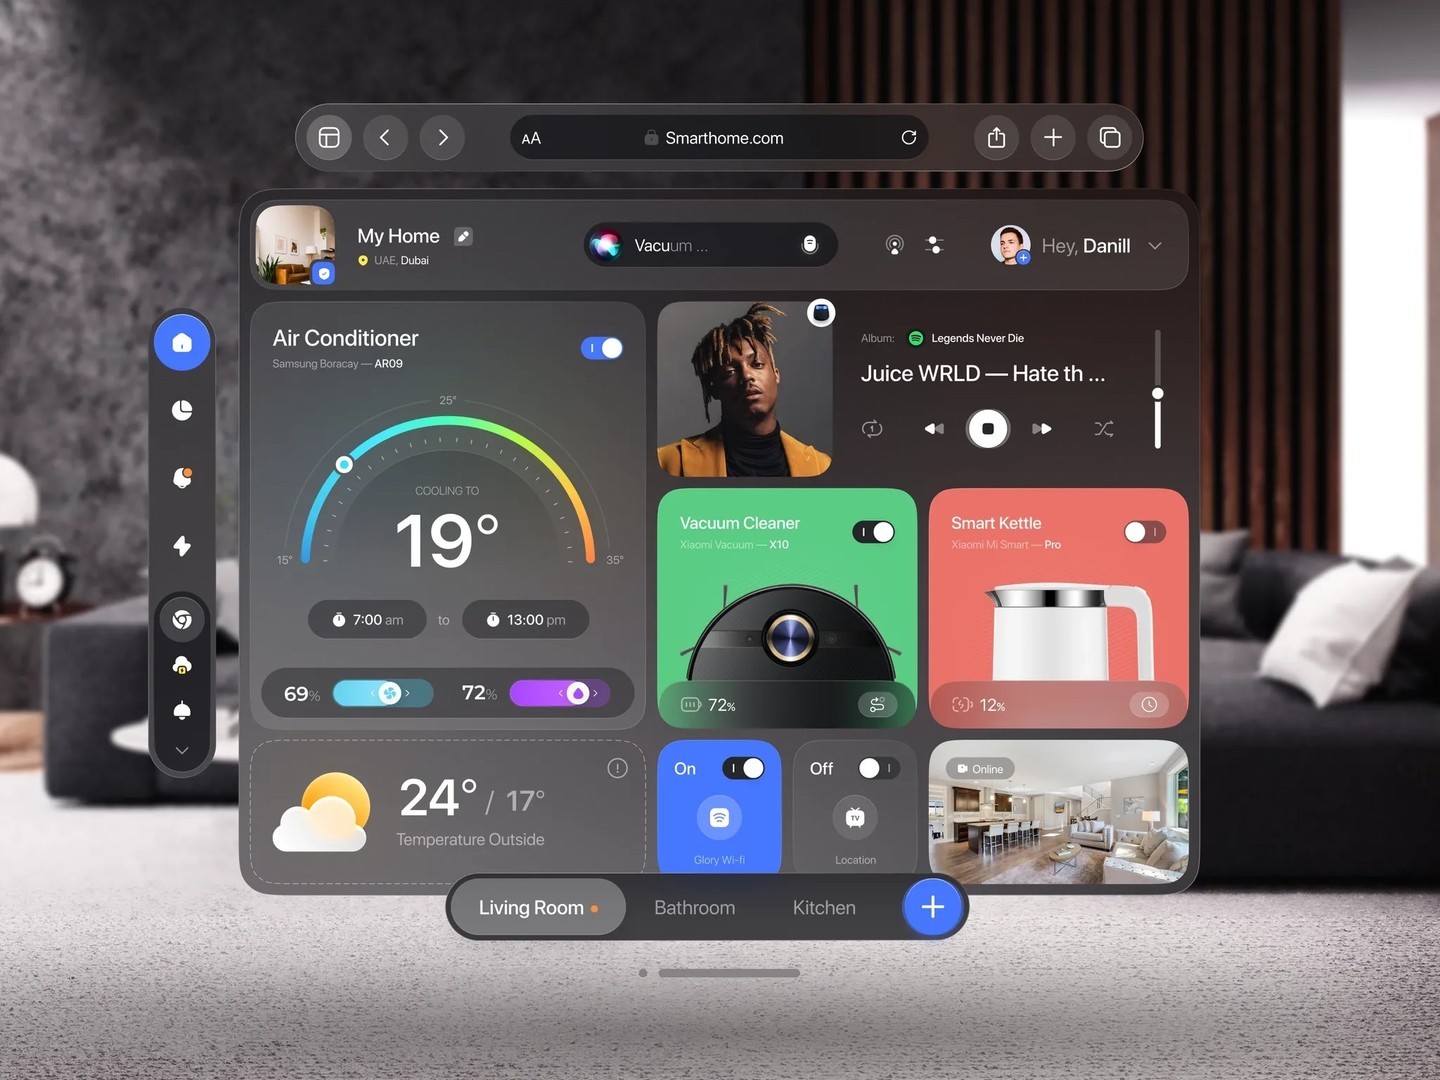 AA
Smarthome.com
My Home
UAE, Dubai
Vacuum ...
Hey, Danill
Air Conditioner
Samsung Boracay — AR09
25°
COOLING TO
19°
15°
35°
7:00 am to 13:00 pm
69%
72%
24° / 17°
Temperature Outside
Album: Legends Never Die
Juice WRLD — Hate th ...
1
Vacuum Cleaner
Xiaomi Vacuum — X10
72%
Smart Kettle
Xiaomi Mi Smart — Pro
12%
On
Glory Wi-fi
Off
TV
Location
Online
Living Room
Bathroom
Kitchen